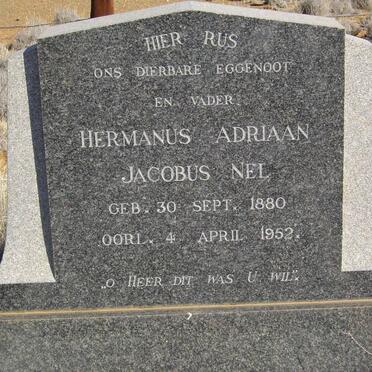 HIER RUS
ONS DIERBARE EGGENOOT
EN VADER
HERMANUS ADRIAAN
JACOBUS NEL
GEB. 30 SEPT. 1880
OORL. 4 APRIL 1952.
„O HEER DIT WAS U WIL".